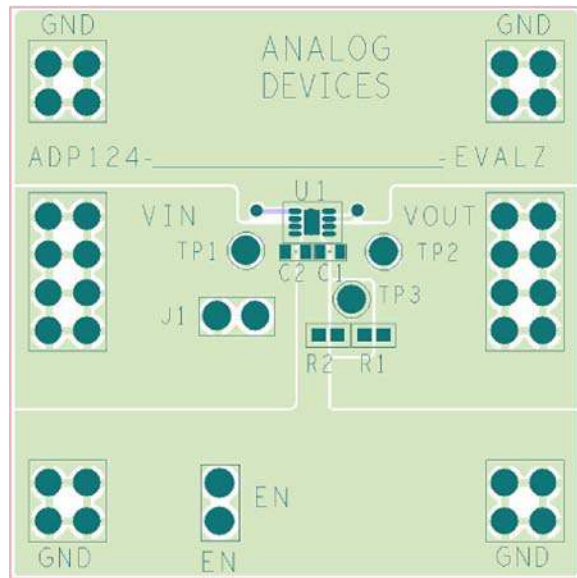 GND
ANALOG
DEVICES
GND
ADP124-
-EVALZ
U1
VIN
VOUT
TP1
TP2
C2
C1
TP3
J1
R2
R1
EN
GND
EN
GND